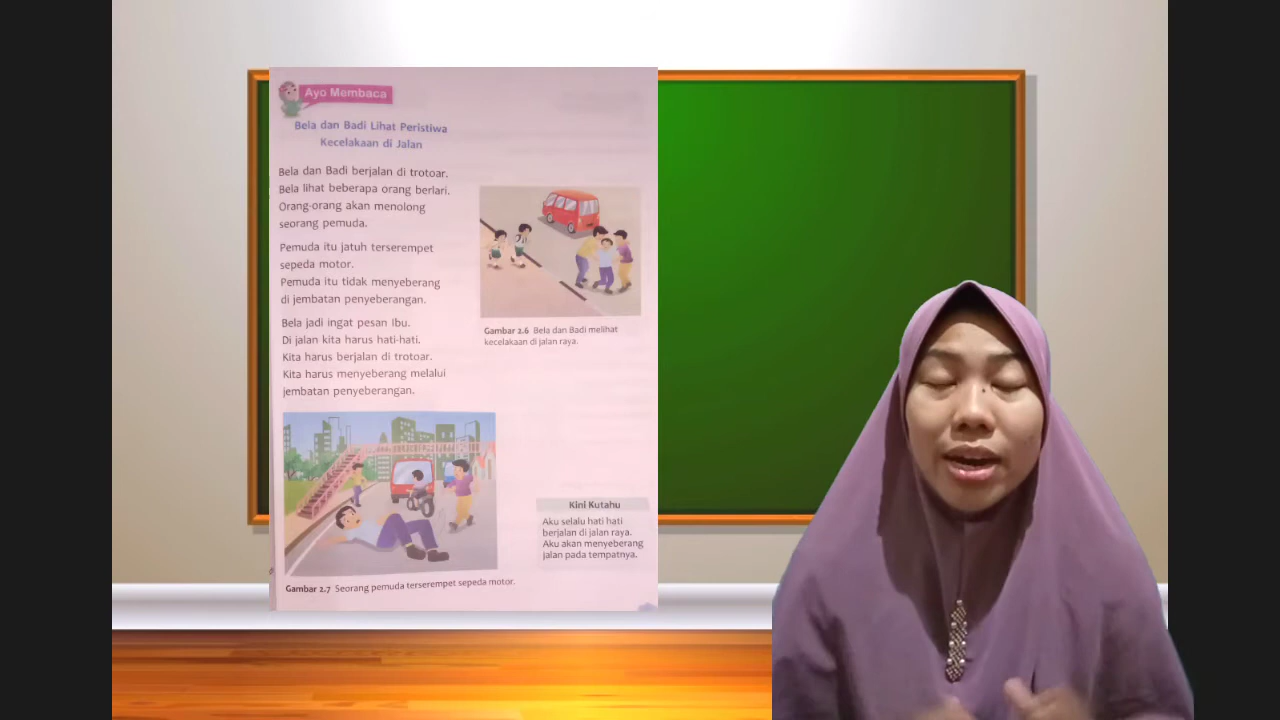 Ayo Membaca
Bela dan Badi Lihat Peristiwa
Kecelakaan di Jalan
Bela dan Badi berjalan di trotoar.
Bela lihat beberapa orang berlari.
Orang-orang akan menolong
seorang pemuda.
Pemuda itu jatuh terserempet
sepeda motor.
Pemuda itu tidak menyeberang
di jembatan penyeberangan.
Bela jadi ingat pesan Ibu.
Di jalan kita harus hati-hati.
Kita harus berjalan di trotoar.
Kita harus menyeberang melalui
jembatan penyeberangan.
Gambar 2.6 Bela dan Badi melihat
kecelakaan di jalan raya.
Kini Kutahu
Aku selalu hati hati
berjalan di jalan raya.
Aku akan menyeberang
jalan pada tempatnya.
Gambar 2.7 Seorang pemuda terserempet sepeda motor.